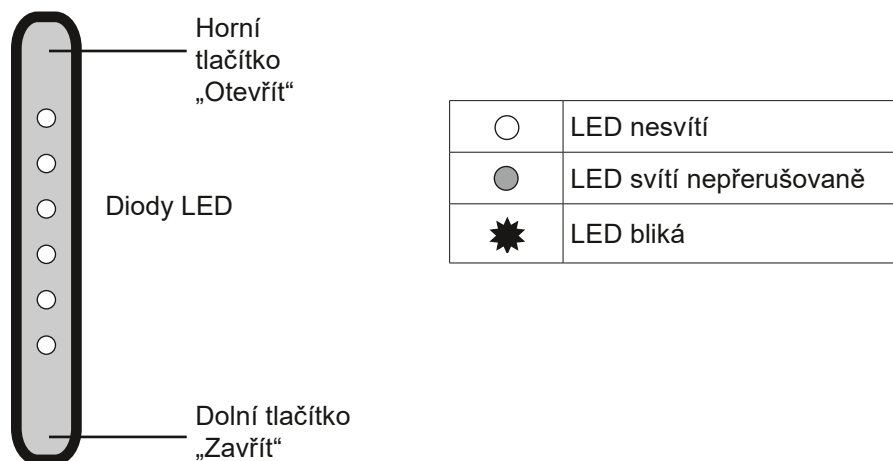 Horní
tlačítko
„Otevřít“
Diody LED
Dolní tlačítko
„Zavřít“
LED nesvítí
LED svítí nepřerušovaně
LED bliká